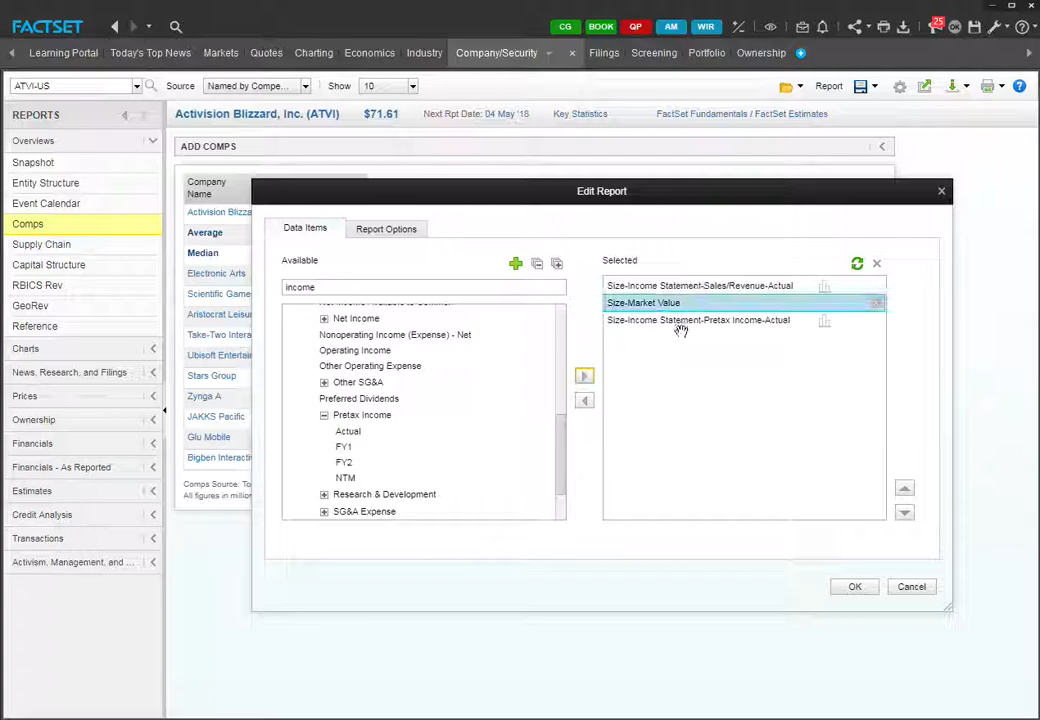 FACTSET
CG BOOK QP AM WIR 25 OK
Learning Portal Today's Top News Markets Quotes Charting Economics Industry Company/Security × Filings Screening Portfolio Ownership
ATVI-US Source Named by Compe... Show 10 Report
REPORTS
Activision Blizzard, Inc. (ATVI) $71.61 Next Rpt Date: 04 May '18 Key Statistics FactSet Fundamentals / FactSet Estimates
Overviews
ADD COMPS
Snapshot
Entity Structure
Event Calendar
Comps
Supply Chain
Capital Structure
RBICS Rev
GeoRev
Reference
Charts
News, Research, and Filings
Prices
Ownership
Financials
Financials - As Reported
Estimates
Credit Analysis
Transactions
Activism, Management, and ...
Company
Name
Activision Blizza
Average
Median
Electronic Arts
Scientific Game
Aristocrat Leisu
Take-Two Intera
Ubisoft Entertai
Stars Group
Zynga A
JAKKS Pacific
Glu Mobile
Bigben Interacti
Comps Source: To
All figures in million
Edit Report
Data Items Report Options
Available
income
Net Income
Nonoperating Income (Expense) - Net
Operating Income
Other Operating Expense
Other SG&A
Preferred Dividends
Pretax Income
Actual
FY1
FY2
NTM
Research & Development
SG&A Expense
Selected
Size-Income Statement-Sales/Revenue-Actual
Size-Market Value
Size-Income Statement-Pretax Income-Actual
OK Cancel